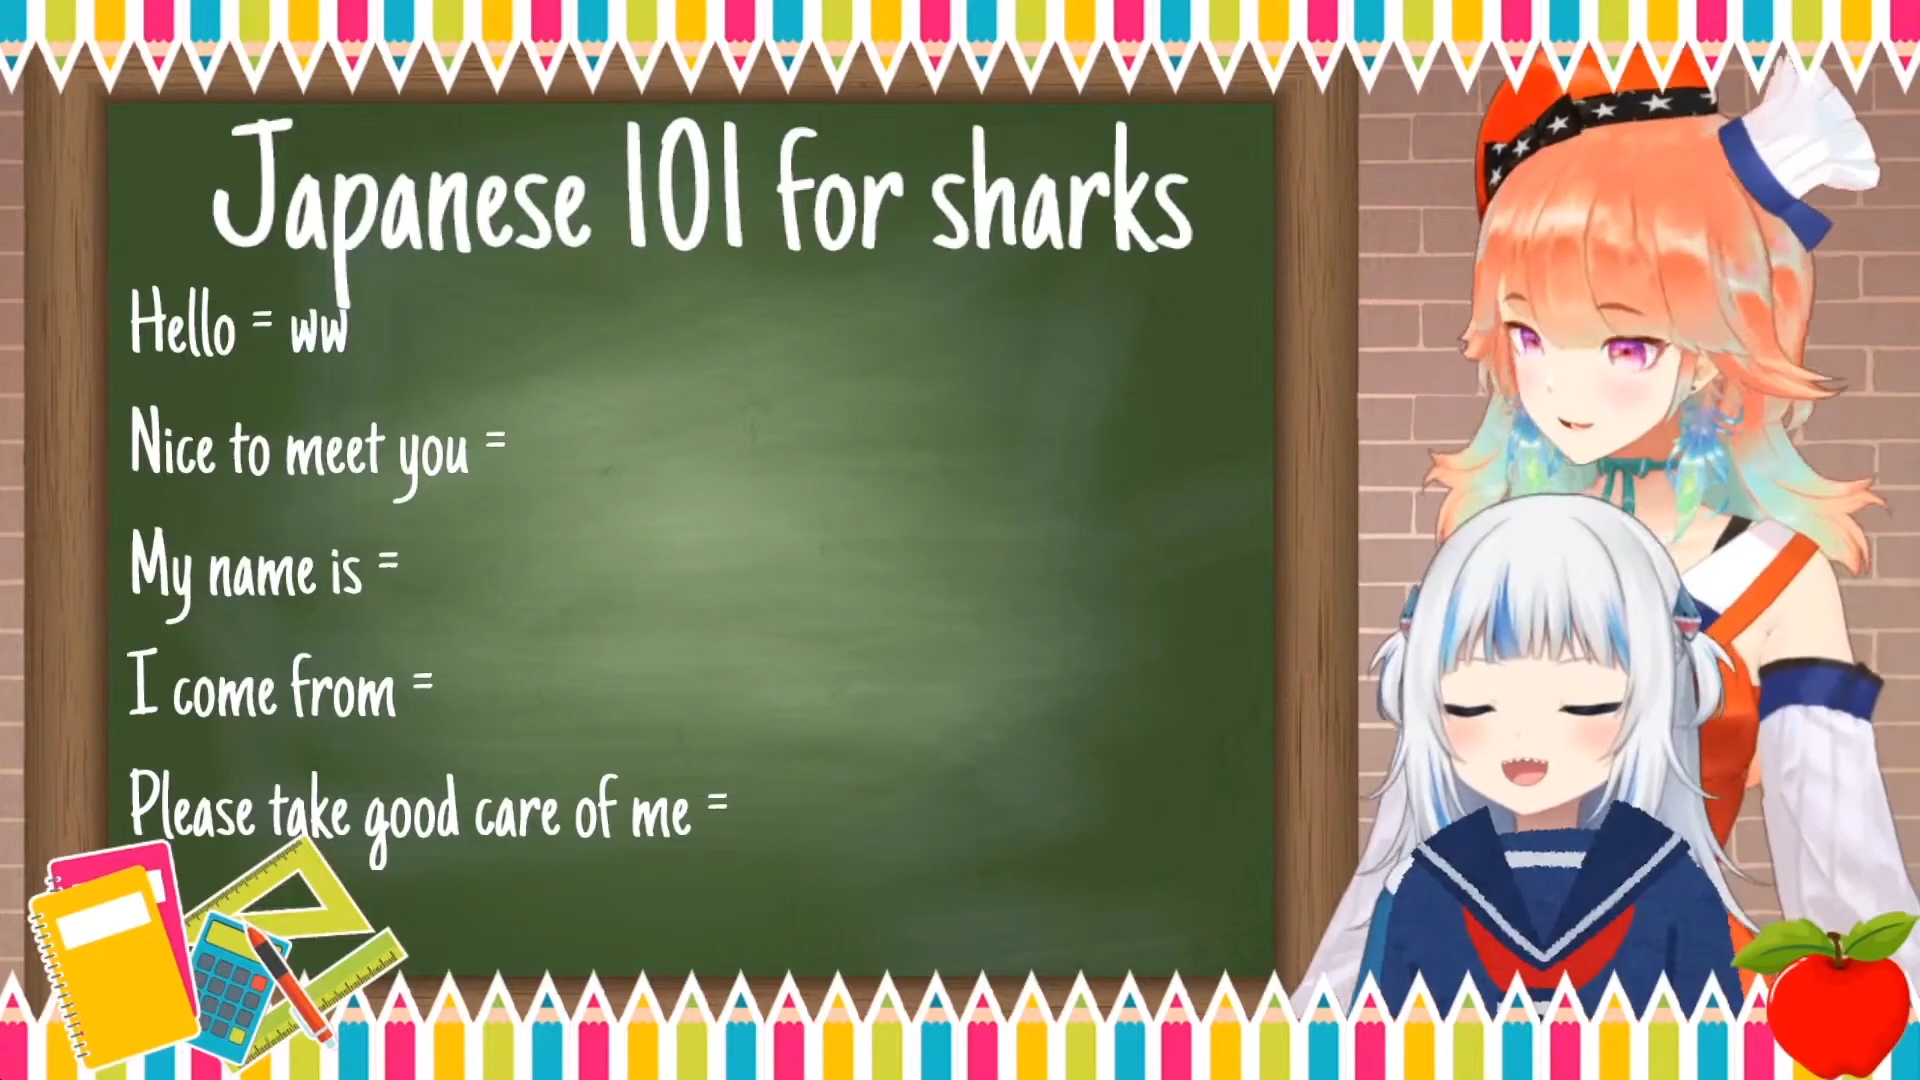 Japanese 101 for sharks
Hello = ww
Nice to meet you =
My name is =
I come from =
Please take good care of me =